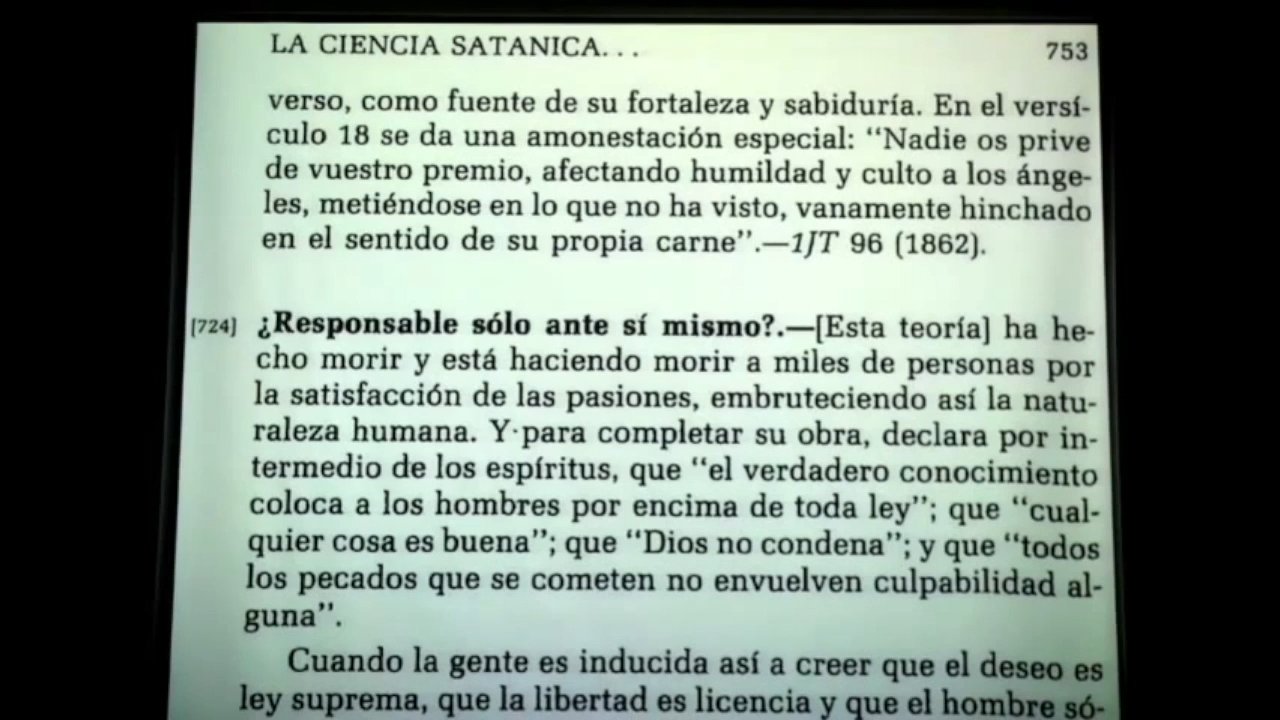 LA CIENCIA SATANICA... 753
verso, como fuente de su fortaleza y sabiduría. En el versí-
culo 18 se da una amonestación especial: “Nadie os prive
de vuestro premio, afectando humildad y culto a los ánge-
les, metiéndose en lo que no ha visto, vanamente hinchado
en el sentido de su propia carne”.—1JT 96 (1862).
[724] ¿Responsable sólo ante sí mismo?.—[Esta teoría] ha he-
cho morir y está haciendo morir a miles de personas por
la satisfacción de las pasiones, embruteciendo así la natu-
raleza humana. Y para completar su obra, declara por in-
termedio de los espíritus, que “el verdadero conocimiento
coloca a los hombres por encima de toda ley”; que “cual-
quier cosa es buena”; que “Dios no condena”; y que “todos
los pecados que se cometen no envuelven culpabilidad al-
guna”.
Cuando la gente es inducida así a creer que el deseo es
ley suprema, que la libertad es licencia y que el hombre só-